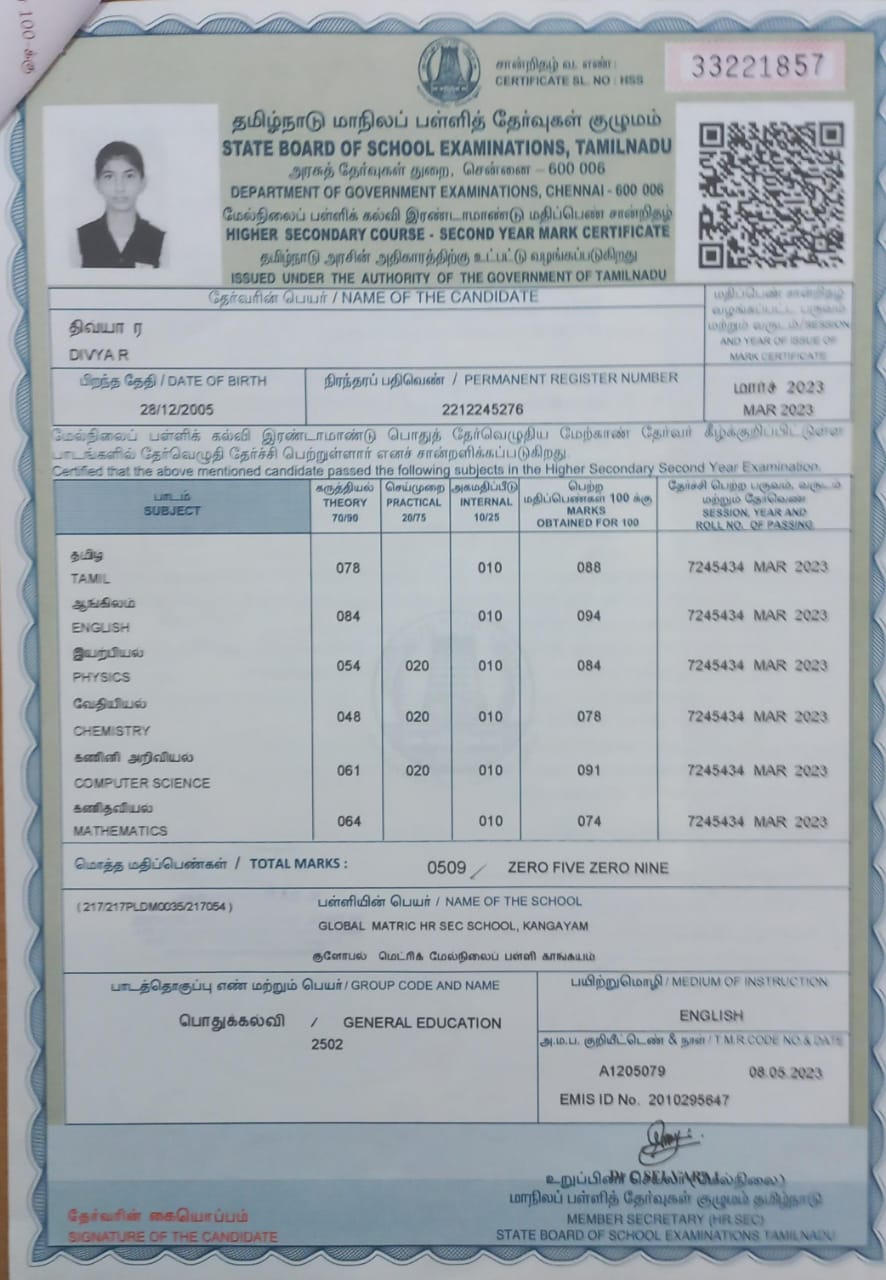 100 க்கு
சான்றிதழ் வ. எண் :
CERTIFICATE SL. NO : HSS
33221857
தமிழ்நாடு மாநிலப் பள்ளித் தேர்வுகள் குழுமம்
STATE BOARD OF SCHOOL EXAMINATIONS, TAMILNADU
அரசுத் தேர்வுகள் துறை, சென்னை – 600 006
DEPARTMENT OF GOVERNMENT EXAMINATIONS, CHENNAI - 600 006
மேல்நிலைப் பள்ளிக் கல்வி இரண்டாமாண்டு மதிப்பெண் சான்றிதழ்
HIGHER SECONDARY COURSE - SECOND YEAR MARK CERTIFICATE
தமிழ்நாடு அரசின் அதிகாரத்திற்கு உட்பட்டு வழங்கப்படுகிறது
ISSUED UNDER THE AUTHORITY OF THE GOVERNMENT OF TAMILNADU
தேர்வரின் பெயர் / NAME OF THE CANDIDATE
திவ்யா ர
DIVYA R
மதிப்பெண் சான்றிதழ்
வழங்கப்பட்ட பருவம்
மற்றும் வருடம் / SESSION
AND YEAR OF ISSUE OF
MARK CERTIFICATE
பிறந்த தேதி / DATE OF BIRTH
28/12/2005
நிரந்தரப் பதிவெண் / PERMANENT REGISTER NUMBER
2212245276
மார்ச் 2023
MAR 2023
மேல்நிலைப் பள்ளிக் கல்வி இரண்டாமாண்டு பொதுத் தேர்வெழுதிய மேற்காண் தேர்வர் கீழ்க்குறிப்பிட்டுள்ள
பாடங்களில் தேர்வெழுதி தேர்ச்சி பெற்றுள்ளார் எனச் சான்றளிக்கப்படுகிறது.
Certified that the above mentioned candidate passed the following subjects in the Higher Secondary Second Year Examination.
பாடம்
SUBJECT
கருத்தியல்
THEORY
70/90
செய்முறை
PRACTICAL
20/75
அகமதிப்பீடு
INTERNAL
10/25
பெற்ற
மதிப்பெண்கள் 100 க்கு
MARKS
OBTAINED FOR 100
தேர்ச்சி பெற்ற பருவம், வருடம்
மற்றும் தேர்வெண்
SESSION, YEAR AND
ROLL NO. OF PASSING
தமிழ்
TAMIL 078 010 088 7245434 MAR 2023
ஆங்கிலம்
ENGLISH 084 010 094 7245434 MAR 2023
இயற்பியல்
PHYSICS 054 020 010 084 7245434 MAR 2023
வேதியியல்
CHEMISTRY 048 020 010 078 7245434 MAR 2023
கணினி அறிவியல்
COMPUTER SCIENCE 061 020 010 091 7245434 MAR 2023
கணிதவியல்
MATHEMATICS 064 010 074 7245434 MAR 2023
மொத்த மதிப்பெண்கள் / TOTAL MARKS : 0509 / ZERO FIVE ZERO NINE
( 217/217PLDM0035/217054 )
பள்ளியின் பெயர் / NAME OF THE SCHOOL
GLOBAL MATRIC HR SEC SCHOOL, KANGAYAM
குளோபல் மெட்ரிக் மேல்நிலைப் பள்ளி காங்கயம்
பாடத்தொகுப்பு எண் மற்றும் பெயர் / GROUP CODE AND NAME
பொதுக்கல்வி / GENERAL EDUCATION
2502
பயிற்றுமொழி / MEDIUM OF INSTRUCTION
ENGLISH
அ.ம.ப. குறியீட்டெண் & நாள் / T.M.R.CODE NO.& DATE
A1205079 08.05.2023
EMIS ID No. 2010295647
மாநிலப் பள்ளித் தேர்வுகள் குழுமம் தமிழ்நாடு
MEMBER SECRETARY (HR.SEC)
STATE BOARD OF SCHOOL EXAMINATIONS TAMILNADU
தேர்வரின் கையொப்பம்
SIGNATURE OF THE CANDIDATE